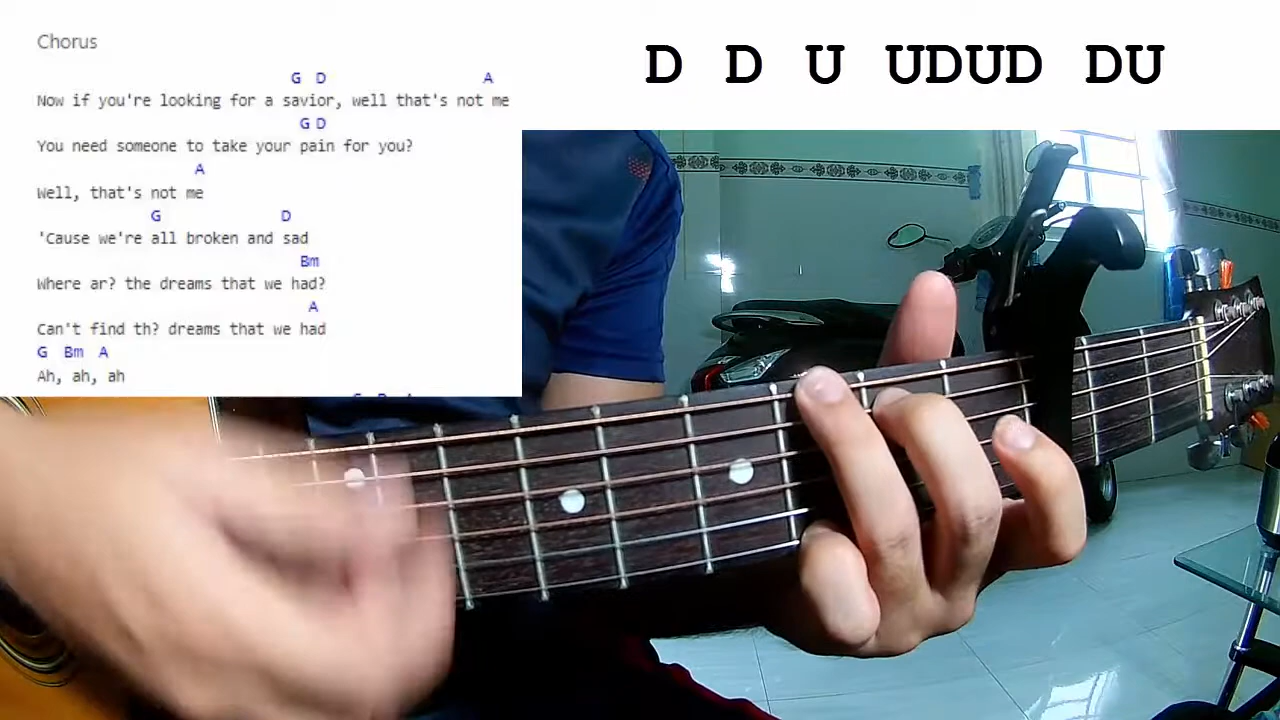 Chorus
G D A
Now if you're looking for a savior, well that's not me
G D
You need someone to take your pain for you?
A
Well, that's not me
G D
'Cause we're all broken and sad
Bm
Where ar? the dreams that we had?
A
Can't find th? dreams that we had
G Bm A
Ah, ah, ah
D D U UDUD DU